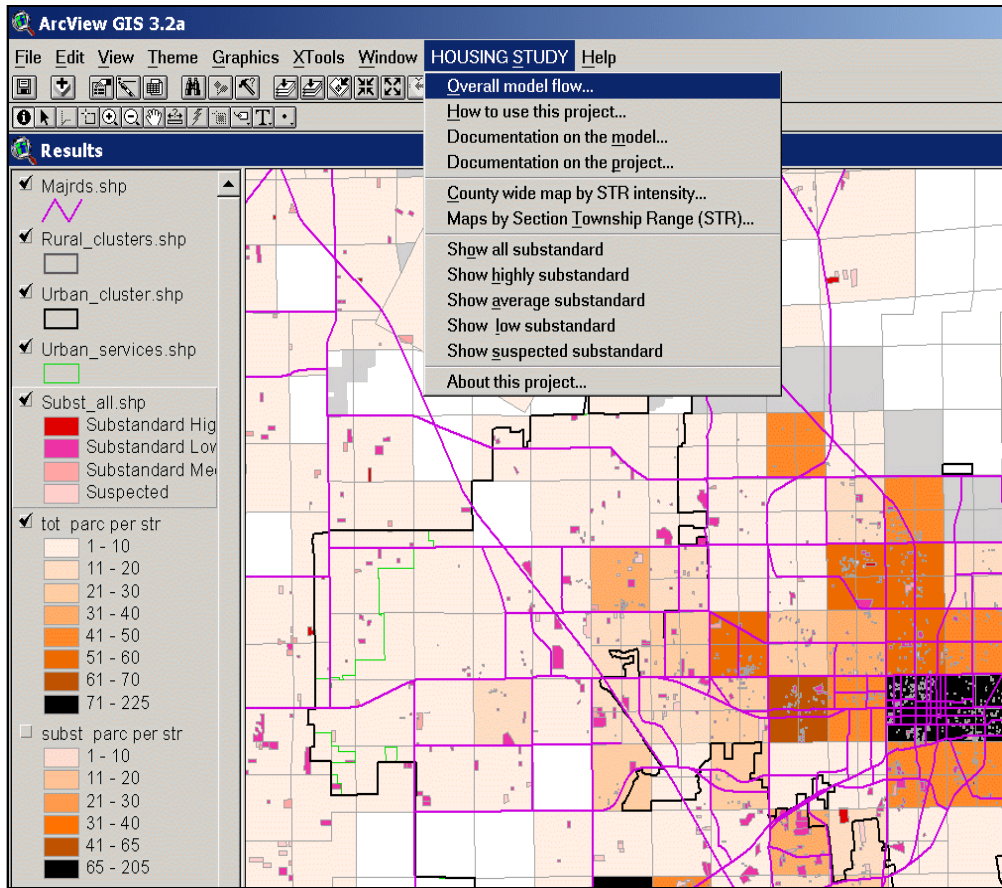 ArcView GIS 3.2a
File Edit View Theme Graphics XTools Window HOUSING STUDY Help
Overall model flow...
How to use this project...
Documentation on the model...
Documentation on the project...
County wide map by STR intensity...
Maps by Section Township Range (STR)...
Show all substandard
Show highly substandard
Show average substandard
Show low substandard
Show suspected substandard
About this project...
Results
Majrds.shp
Rural_clusters.shp
Urban_cluster.shp
Urban_services.shp
Subst_all.shp
Substandard Hig
Substandard Lov
Substandard Me
Suspected
tot parc per str
1 - 10
11 - 20
21 - 30
31 - 40
41 - 50
51 - 60
61 - 70
71 - 225
subst parc per str
1 - 10
11 - 20
21 - 30
31 - 40
41 - 65
65 - 205